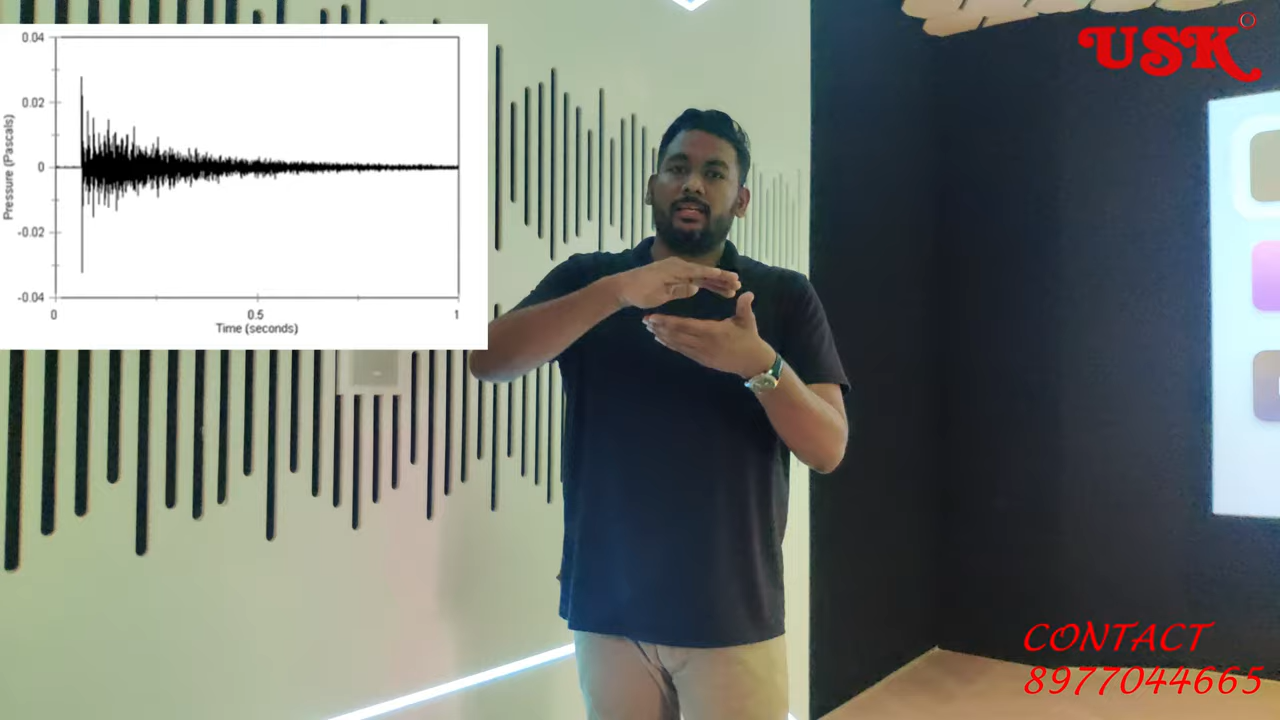 0.04
0.02
0
-0.02
-0.04
Pressure (Pascals)
0
0.5
1
Time (seconds)
USK
CONTACT
8977044665